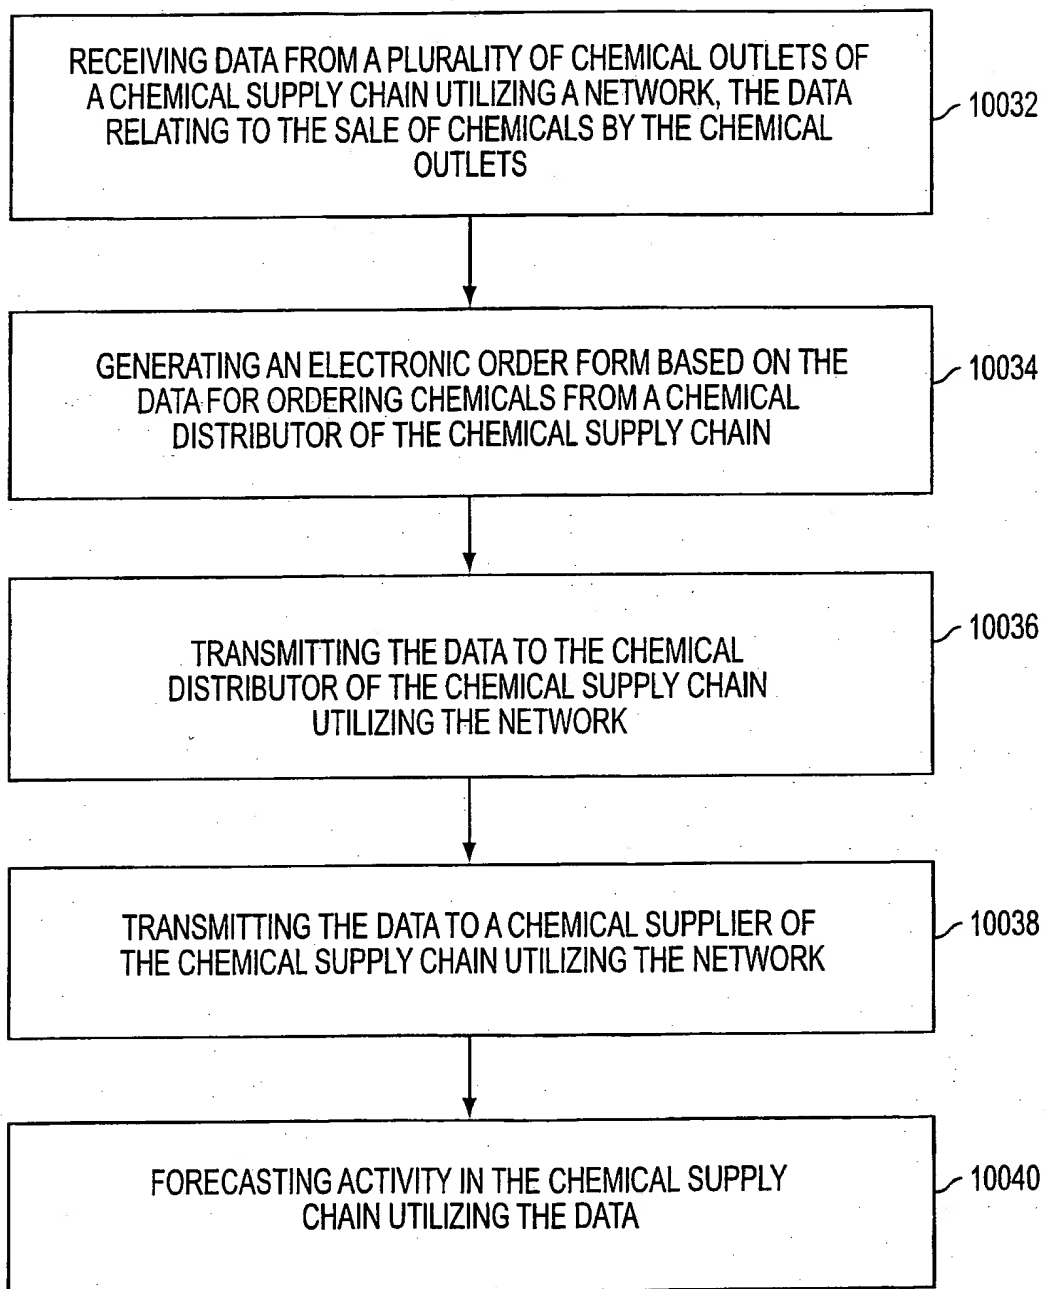 RECEIVING DATA FROM A PLURALITY OF CHEMICAL OUTLETS OF
A CHEMICAL SUPPLY CHAIN UTILIZING A NETWORK, THE DATA
RELATING TO THE SALE OF CHEMICALS BY THE CHEMICAL
OUTLETS
10032
GENERATING AN ELECTRONIC ORDER FORM BASED ON THE
DATA FOR ORDERING CHEMICALS FROM A CHEMICAL
DISTRIBUTOR OF THE CHEMICAL SUPPLY CHAIN
10034
TRANSMITTING THE DATA TO THE CHEMICAL
DISTRIBUTOR OF THE CHEMICAL SUPPLY CHAIN
UTILIZING THE NETWORK
10036
TRANSMITTING THE DATA TO A CHEMICAL SUPPLIER OF
THE CHEMICAL SUPPLY CHAIN UTILIZING THE NETWORK
10038
FORECASTING ACTIVITY IN THE CHEMICAL SUPPLY
CHAIN UTILIZING THE DATA
10040